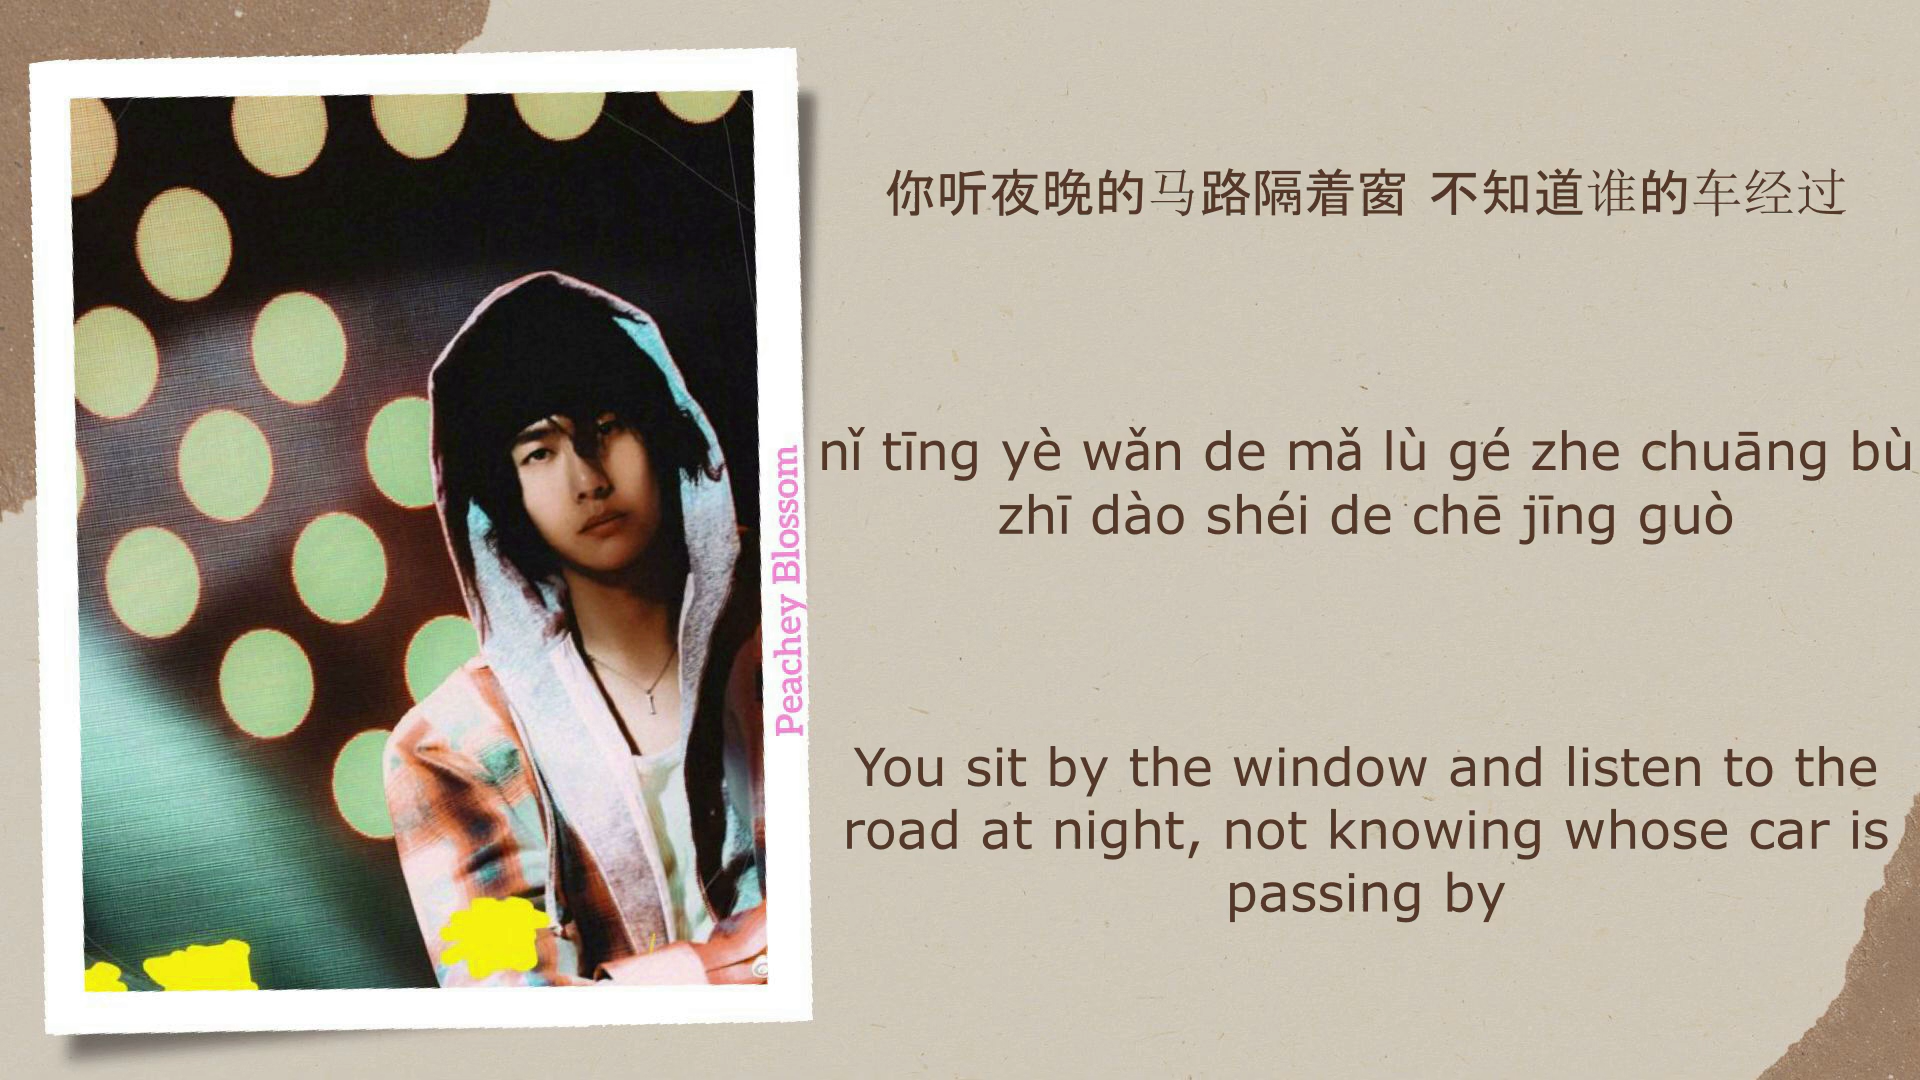 你听夜晚的马路隔着窗 不知道谁的车经过
nǐ tīng yè wǎn de mǎ lù gé zhe chuāng bù
zhī dào shéi de chē jīng guò
You sit by the window and listen to the
road at night, not knowing whose car is
passing by
Peachey Blossom